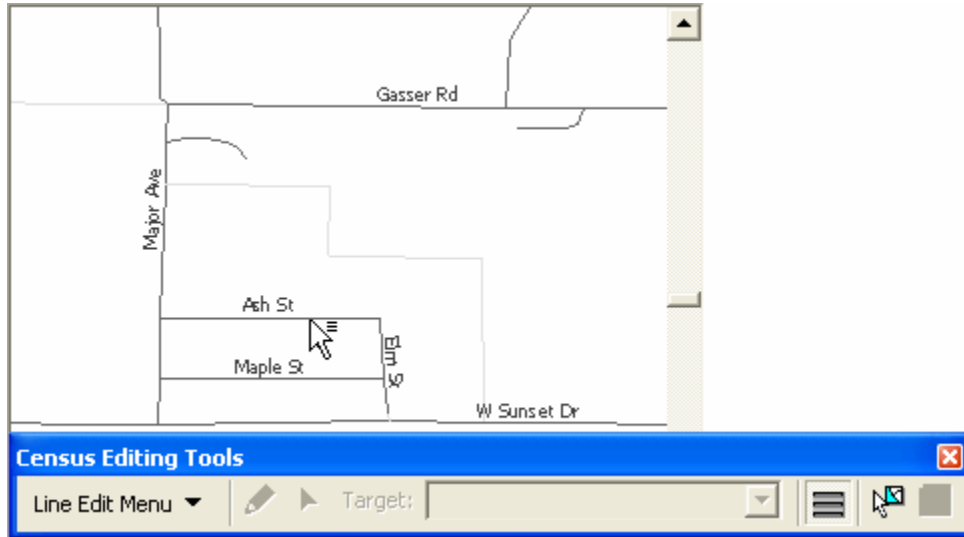 Gasser Rd
Major Ave
Ash St
Elm St
Maple St
W Sunset Dr
Census Editing Tools
Line Edit Menu Target: